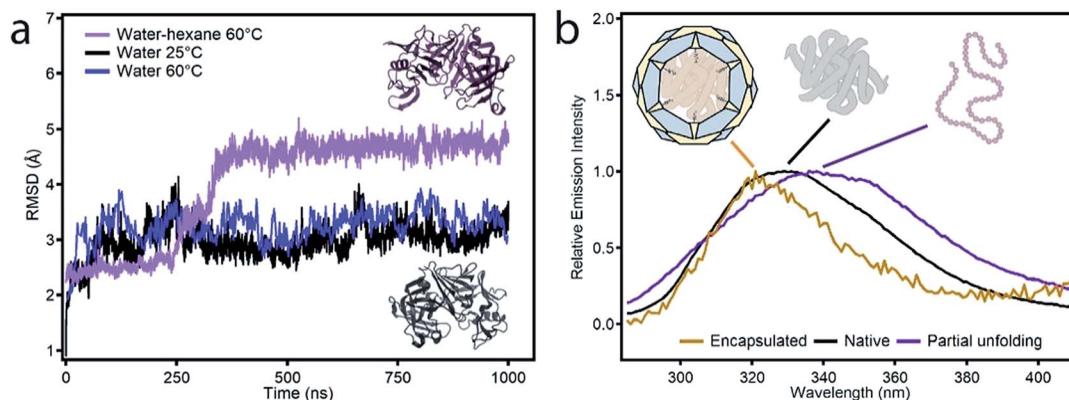 a
7
6
5
4
3
2
1
RMSD (Å)
Water-hexane 60°C
Water 25°C
Water 60°C
0
250
500
750
1000
Time (ns)
b
2.0
1.5
1.0
0.5
0.0
Relative Emission Intensity
Encapsulated
Native
Partial unfolding
300
320
340
360
380
400
Wavelength (nm)